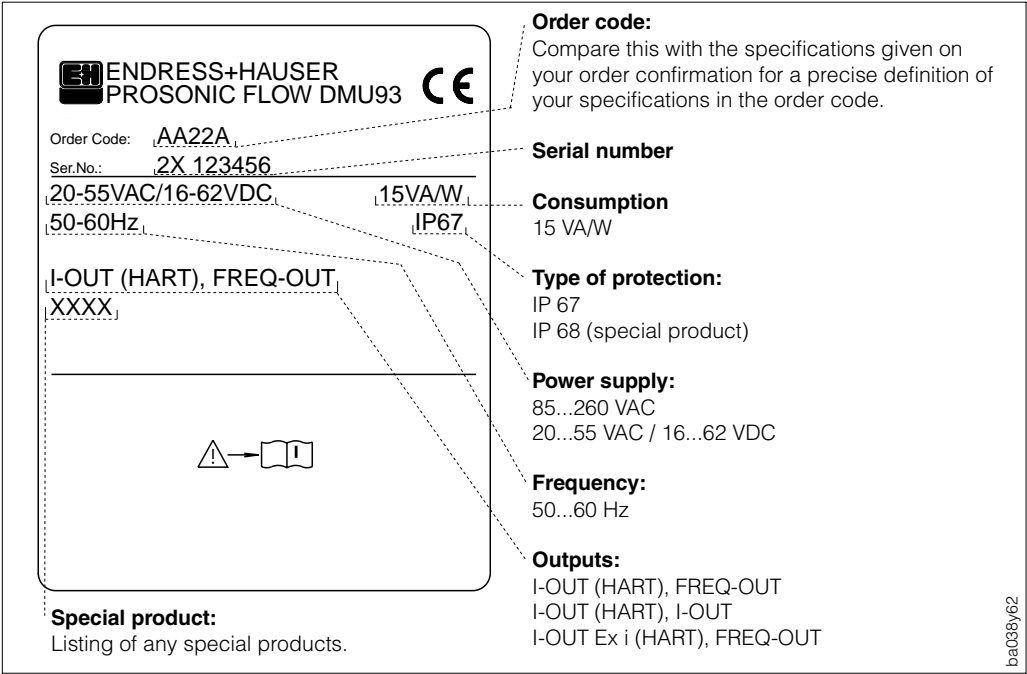 E+H ENDRESS+HAUSER
PROSONIC FLOW DMU93 CE
Order Code: AA22A
Ser.No.: 2X 123456
20-55VAC/16-62VDC 15VA/W
50-60Hz IP67
I-OUT (HART), FREQ-OUT
XXXX
Special product:
Listing of any special products.
Order code:
Compare this with the specifications given on
your order confirmation for a precise definition of
your specifications in the order code.
Serial number
Consumption
15 VA/W
Type of protection:
IP 67
IP 68 (special product)
Power supply:
85...260 VAC
20...55 VAC / 16...62 VDC
Frequency:
50...60 Hz
Outputs:
I-OUT (HART), FREQ-OUT
I-OUT (HART), I-OUT
I-OUT Ex i (HART), FREQ-OUT
ba038y62